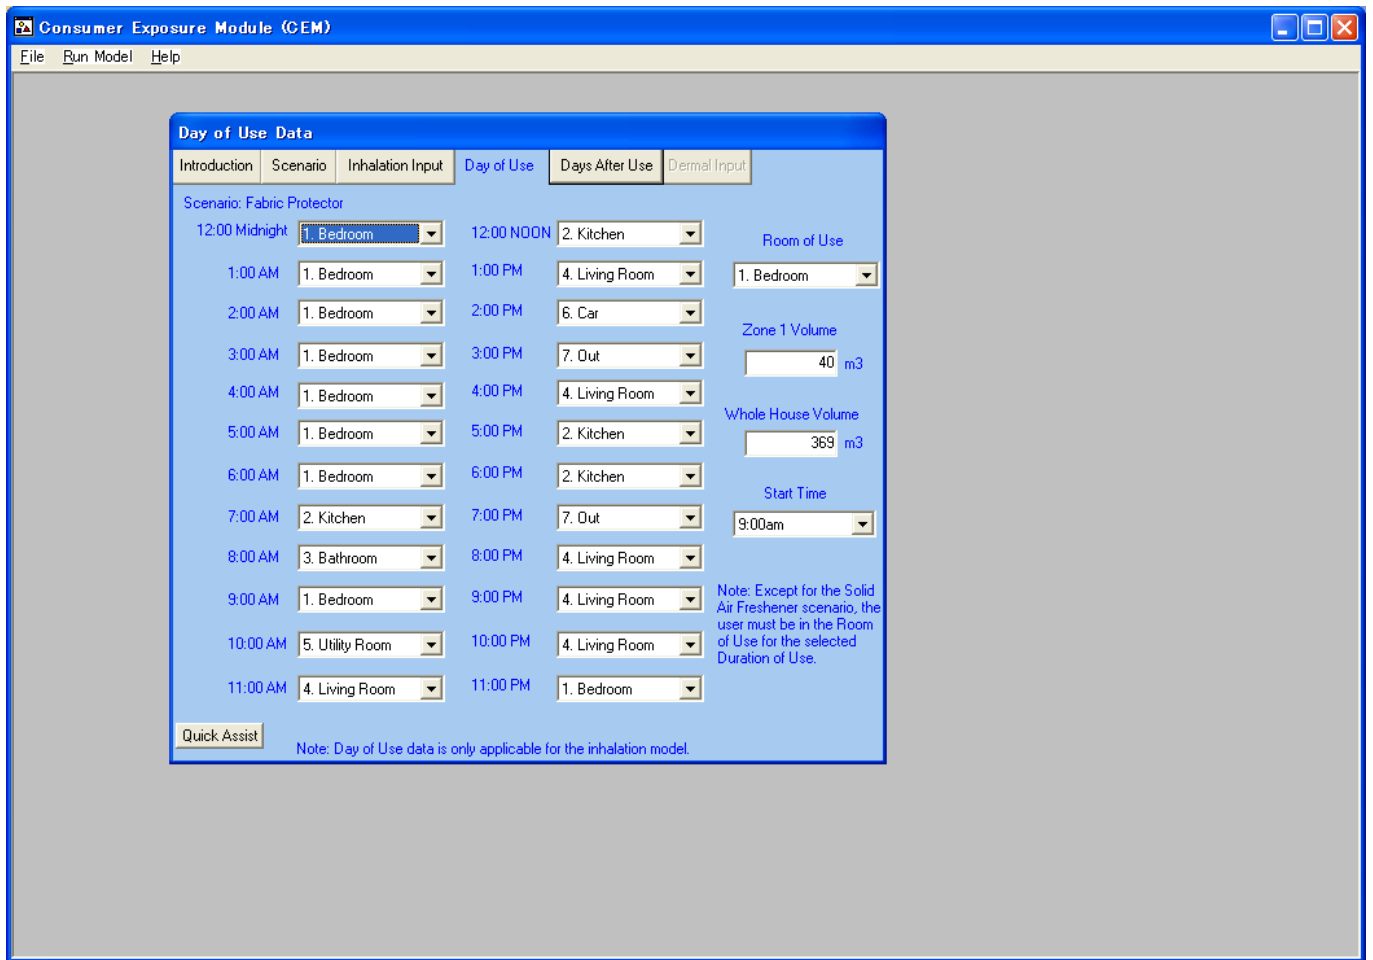 Consumer Exposure Module (CEM)
File Run Model Help
Day of Use Data
Introduction Scenario Inhalation Input Day of Use Days After Use Dermal Input
Scenario: Fabric Protector
12:00 Midnight 1. Bedroom
1:00 AM 1. Bedroom
2:00 AM 1. Bedroom
3:00 AM 1. Bedroom
4:00 AM 1. Bedroom
5:00 AM 1. Bedroom
6:00 AM 1. Bedroom
7:00 AM 2. Kitchen
8:00 AM 3. Bathroom
9:00 AM 1. Bedroom
10:00 AM 5. Utility Room
11:00 AM 4. Living Room
12:00 NOON 2. Kitchen
1:00 PM 4. Living Room
2:00 PM 6. Car
3:00 PM 7. Out
4:00 PM 4. Living Room
5:00 PM 2. Kitchen
6:00 PM 2. Kitchen
7:00 PM 7. Out
8:00 PM 4. Living Room
9:00 PM 4. Living Room
10:00 PM 4. Living Room
11:00 PM 1. Bedroom
Room of Use
1. Bedroom
Zone 1 Volume
40 m3
Whole House Volume
369 m3
Start Time
9:00am
Note: Except for the Solid
Air Freshener scenario, the
user must be in the Room
of Use for the selected
Duration of Use.
Quick Assist
Note: Day of Use data is only applicable for the inhalation model.